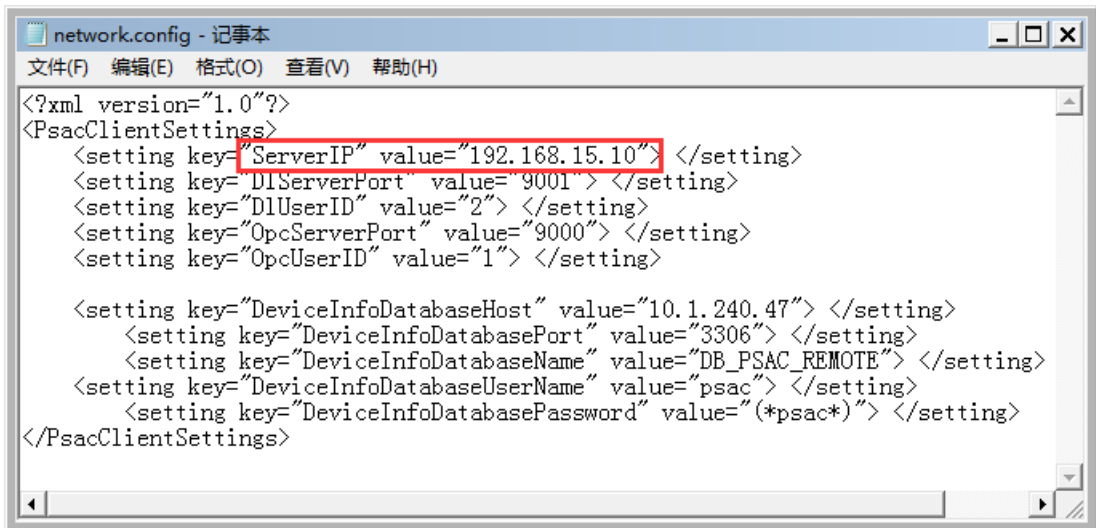 network.config - 记事本
文件(F) 编辑(E) 格式(O) 查看(V) 帮助(H)
<?xml version="1.0"?>
<PsacClientSettings>
    <setting key="ServerIP" value="192.168.15.10"> </setting>
    <setting key="DlServerPort" value="9001"> </setting>
    <setting key="DlUserID" value="2"> </setting>
    <setting key="OpcServerPort" value="9000"> </setting>
    <setting key="OpcUserID" value="1"> </setting>
    <setting key="DeviceInfoDatabaseHost" value="10.1.240.47"> </setting>
        <setting key="DeviceInfoDatabasePort" value="3306"> </setting>
        <setting key="DeviceInfoDatabaseName" value="DB_PSAC_REMOTE"> </setting>
    <setting key="DeviceInfoDatabaseUserName" value="psac"> </setting>
        <setting key="DeviceInfoDatabasePassword" value="(*psac*)"> </setting>
</PsacClientSettings>